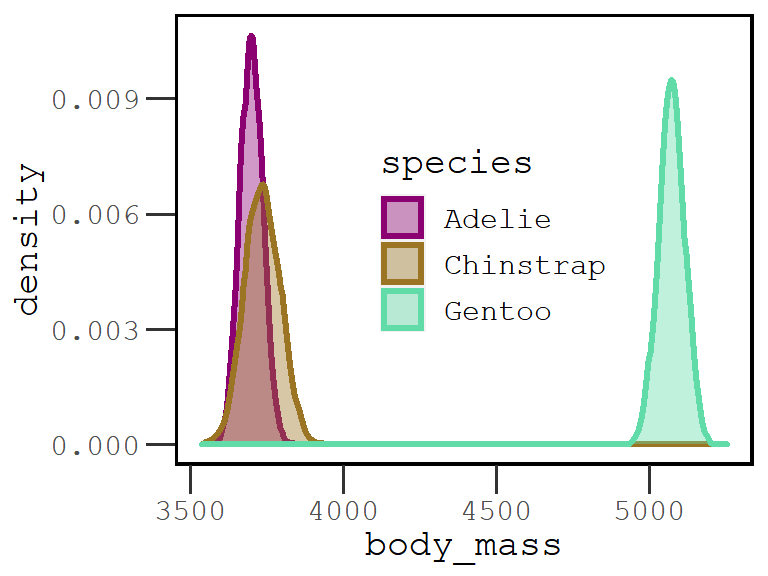 density
0.009
0.006
0.003
0.000
species
Adelie
Chinstrap
Gentoo
3500 4000 4500 5000
body_mass